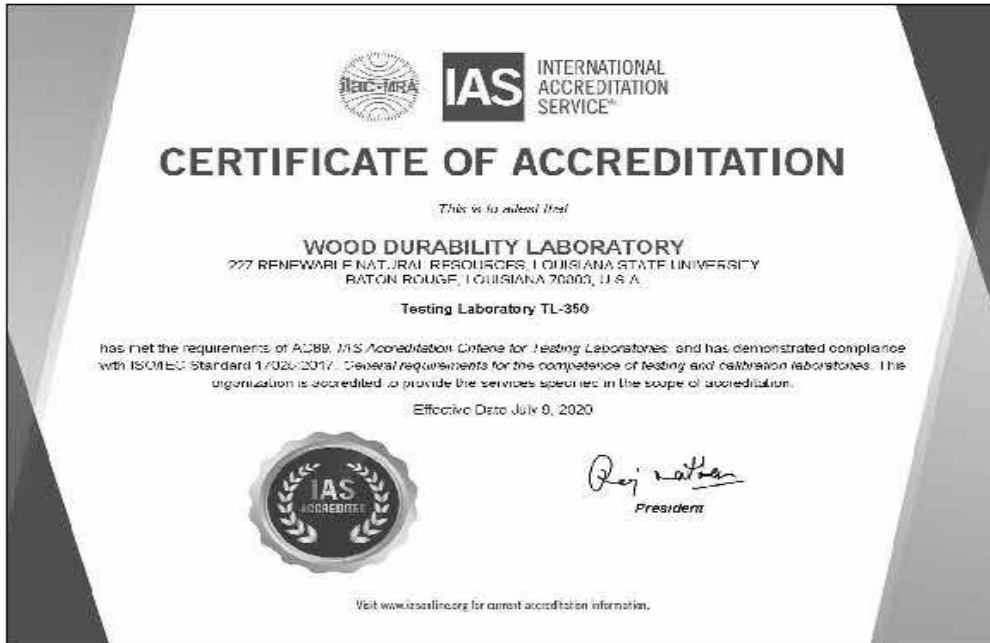 ilac-MRA
IAS
INTERNATIONAL
ACCREDITATION
SERVICE®
CERTIFICATE OF ACCREDITATION
This is to attest that
WOOD DURABILITY LABORATORY
227 RENEWABLE NATURAL RESOURCES, LOUISIANA STATE UNIVERSITY
BATON ROUGE, LOUISIANA 70803, U.S.A.
Testing Laboratory TL-350
has met the requirements of AC89, IAS Accreditation Criteria for Testing Laboratories, and has demonstrated compliance
with ISO/IEC Standard 17025:2017, General requirements for the competence of testing and calibration laboratories. This
organization is accredited to provide the services specified in the scope of accreditation.
Effective Date July 9, 2020
IAS
ACCREDITED
Raj Nathan
President
Visit www.iasonline.org for current accreditation information.